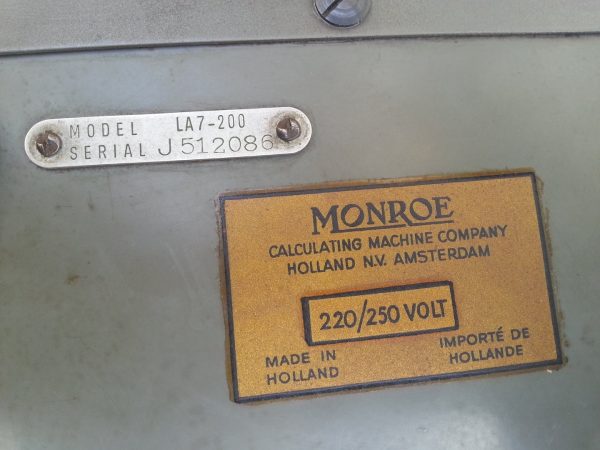 MODEL LA7-200
SERIAL J512086
MONROE
CALCULATING MACHINE COMPANY
HOLLAND N.V. AMSTERDAM
220/250 VOLT
MADE IN
HOLLAND
IMPORTÉ DE
HOLLANDE